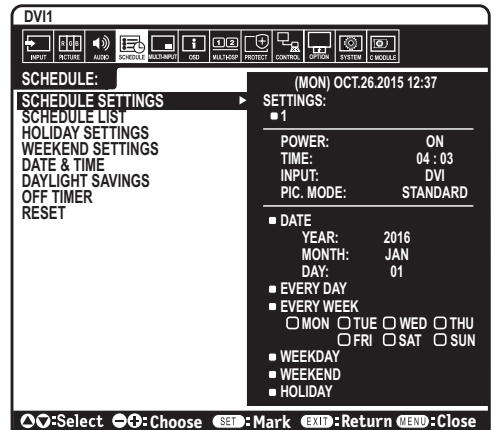 DVI1
INPUT RGB PICTURE AUDIO SCHEDULE MULTI-INPUT OSD 1 2 MULTI-DSP PROTECT CONTROL OPTION SYSTEM C MODULE
SCHEDULE:
SCHEDULE SETTINGS
SCHEDULE LIST
HOLIDAY SETTINGS
WEEKEND SETTINGS
DATE & TIME
DAYLIGHT SAVINGS
OFF TIMER
RESET
(MON) OCT.26.2015 12:37
SETTINGS:
1
POWER: ON
TIME: 04 : 03
INPUT: DVI
PIC. MODE: STANDARD
DATE
YEAR: 2016
MONTH: JAN
DAY: 01
EVERY DAY
EVERY WEEK
MON TUE WED THU
FRI SAT SUN
WEEKDAY
WEEKEND
HOLIDAY
:Select :Choose SET:Mark EXIT:Return MENU:Close